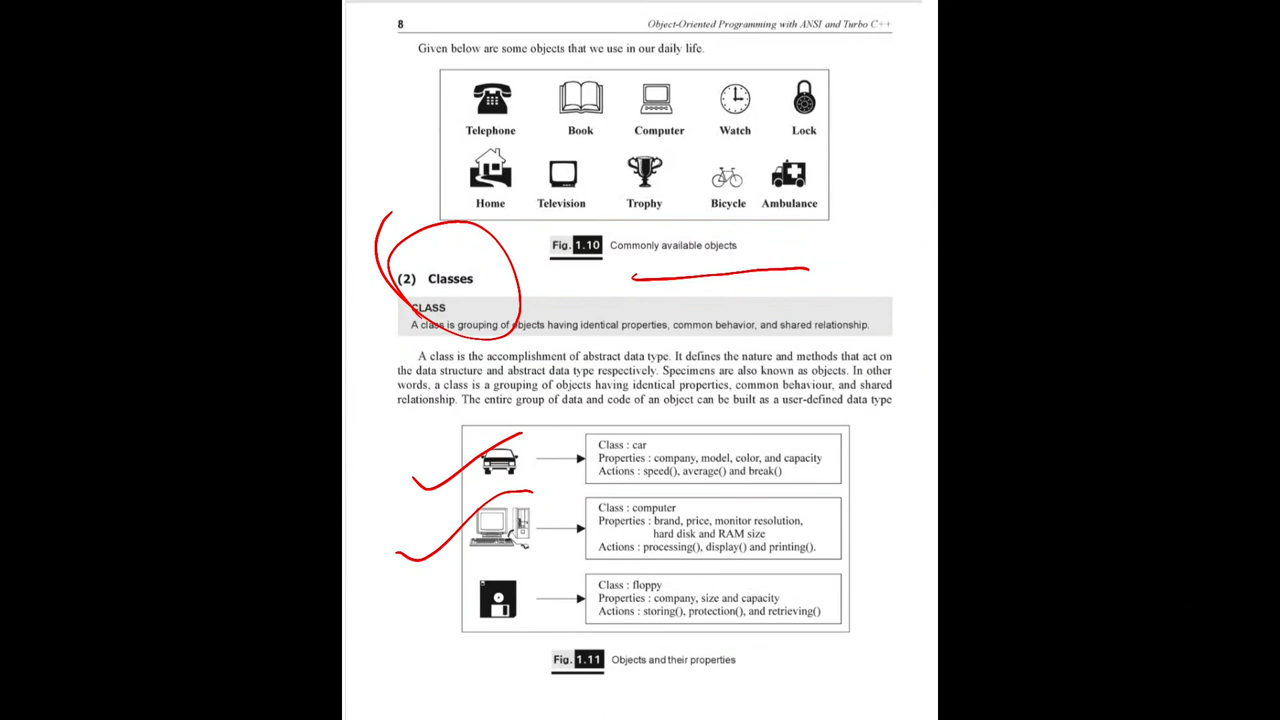 8 Object-Oriented Programming with ANSI and Turbo C++
Given below are some objects that we use in our daily life.
Telephone Book Computer Watch Lock
Home Television Trophy Bicycle Ambulance
Fig. 1.10 Commonly available objects
(2) Classes
CLASS
A class is grouping of objects having identical properties, common behavior, and shared relationship.
A class is the accomplishment of abstract data type. It defines the nature and methods that act on
the data structure and abstract data type respectively. Specimens are also known as objects. In other
words, a class is a grouping of objects having identical properties, common behaviour, and shared
relationship. The entire group of data and code of an object can be built as a user-defined data type
Class : car
Properties : company, model, color, and capacity
Actions : speed(), average() and break()
Class : computer
Properties : brand, price, monitor resolution,
hard disk and RAM size
Actions : processing(), display() and printing().
Class : floppy
Properties : company, size and capacity
Actions : storing(), protection(), and retrieving()
Fig. 1.11 Objects and their properties